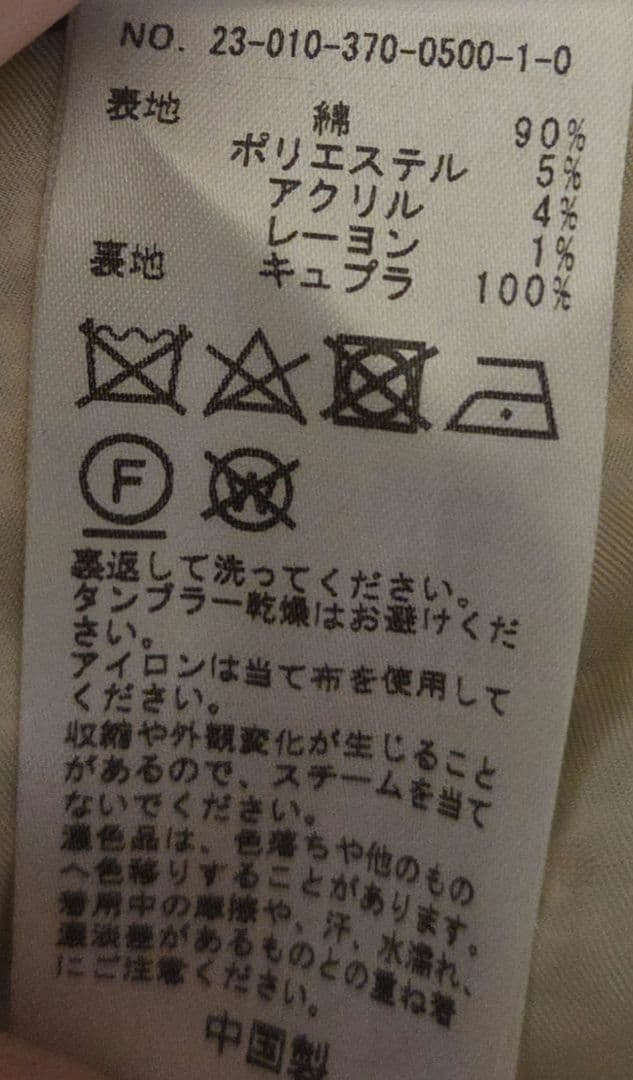 NO. 23-010-370-0500-1-0
表地 綿 90%
ポリエステル 5%
アクリル 4%
レーヨン 1%
裏地 キュプラ 100%
F
W
裏返して洗ってください。
タンブラー乾燥はお避けくだ
さい。
アイロンは当て布を使用して
ください。
収縮や外観変化が生じること
があるので、スチームを当て
ないでください。
濃色品は、色落ちや他のもの
へ色移りすることがあります。
着用中の摩擦や、汗、水濡れ、
濃淡差があるものとの重ね着
にご注意ください。
中国製